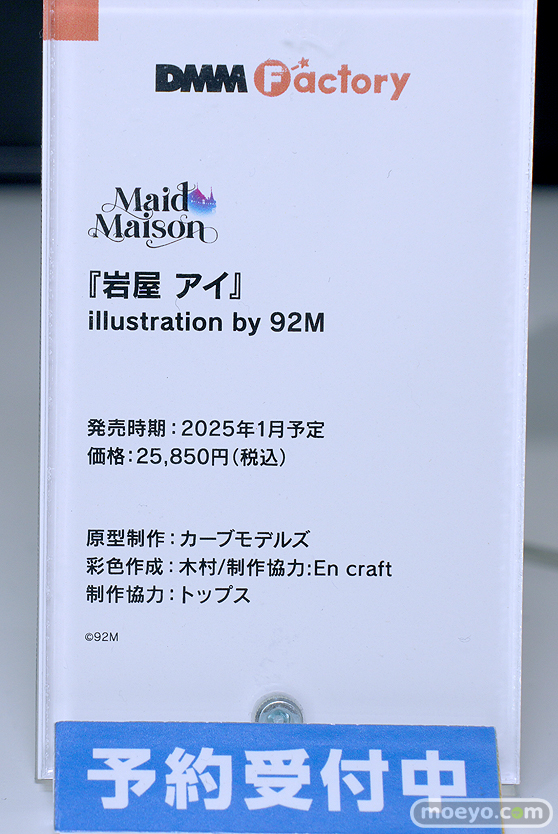 DMM Factory
Maid
Maison
『岩屋 アイ』
illustration by 92M
発売時期：2025年1月予定
価格：25,850円（税込）
原型制作：カーブモデルズ
彩色作成：木村/制作協力:En craft
制作協力：トップス
©92M
予約受付中
moeyo.com